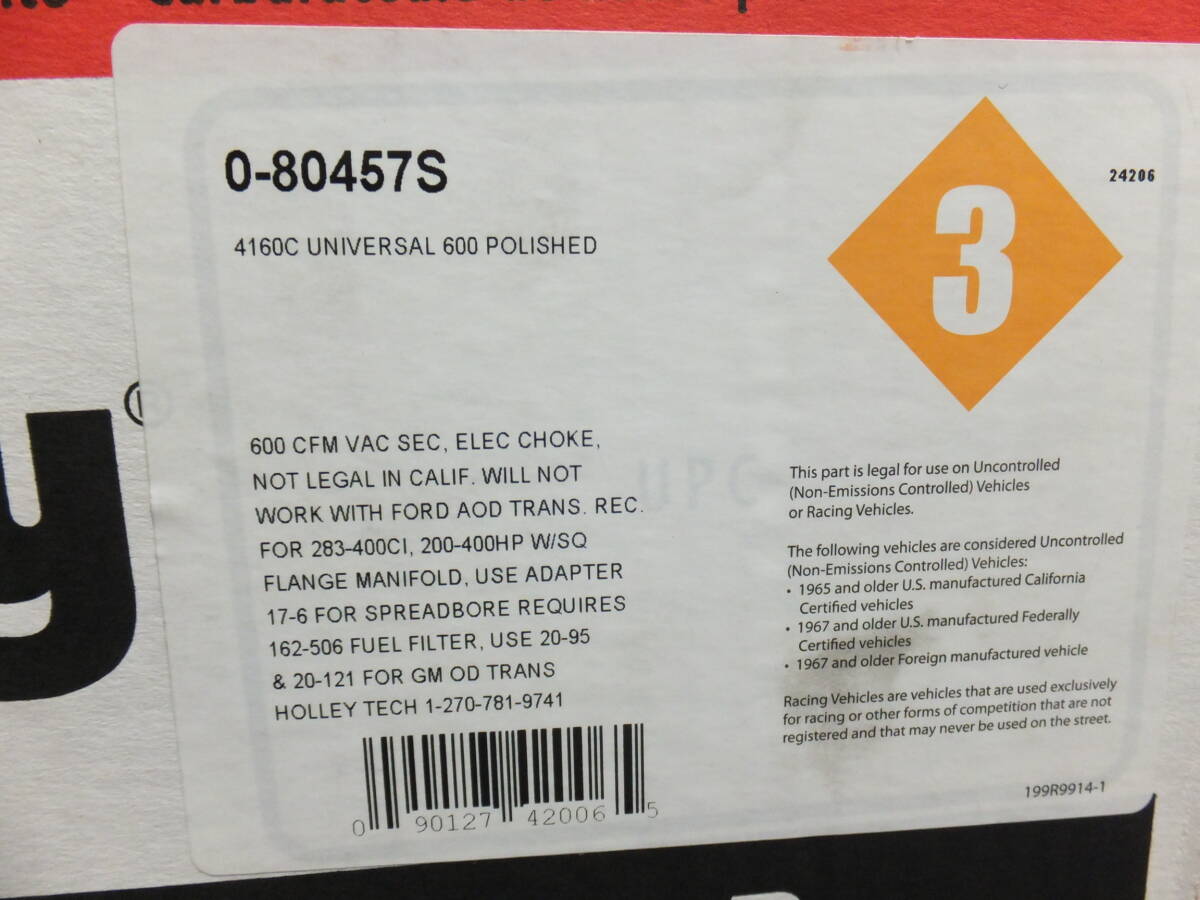 0-80457S
24206
4160C UNIVERSAL 600 POLISHED
3
600 CFM VAC SEC, ELEC CHOKE,
NOT LEGAL IN CALIF. WILL NOT
WORK WITH FORD AOD TRANS. REC.
FOR 283-400CI, 200-400HP W/SQ
FLANGE MANIFOLD, USE ADAPTER
17-6 FOR SPREADBORE REQUIRES
162-506 FUEL FILTER, USE 20-95
& 20-121 FOR GM OD TRANS
HOLLEY TECH 1-270-781-9741
0 90127 42006 5
UPC
This part is legal for use on Uncontrolled
(Non-Emissions Controlled) Vehicles
or Racing Vehicles.
The following vehicles are considered Uncontrolled
(Non-Emissions Controlled) Vehicles:
• 1965 and older U.S. manufactured California
Certified vehicles
• 1967 and older U.S. manufactured Federally
Certified vehicles
• 1967 and older Foreign manufactured vehicle
Racing Vehicles are vehicles that are used exclusively
for racing or other forms of competition that are not
registered and that may never be used on the street.
199R9914-1
y®